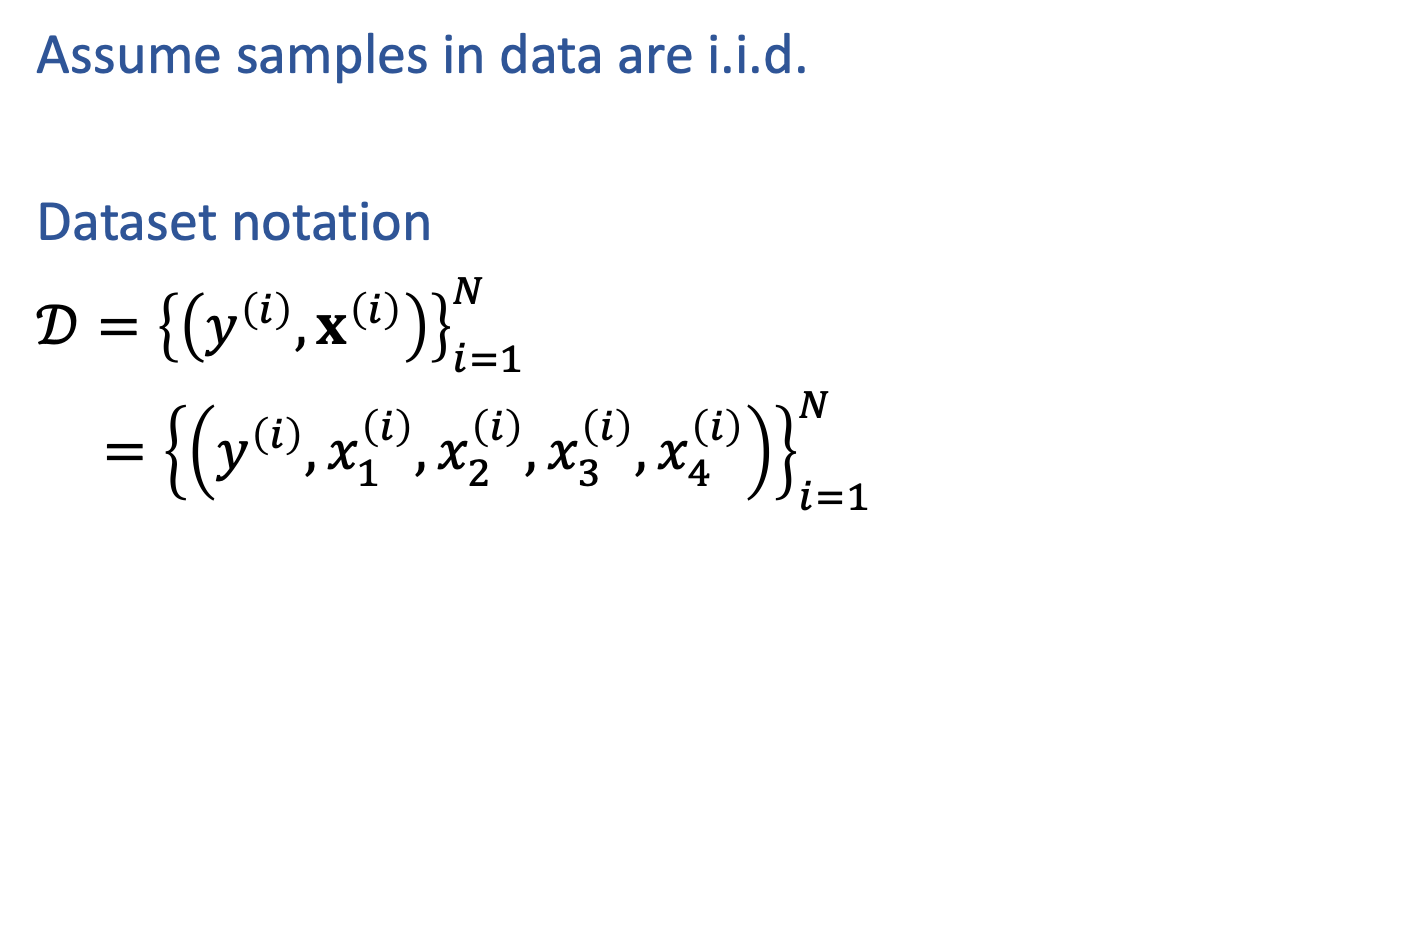 Assume samples in data are i.i.d.
Dataset notation
𝒟 = {(y⁽ⁱ⁾, 𝐱⁽ⁱ⁾)}ᵢ₌₁ᴺ
= {(y⁽ⁱ⁾, x₁⁽ⁱ⁾, x₂⁽ⁱ⁾, x₃⁽ⁱ⁾, x₄⁽ⁱ⁾)}ᵢ₌₁ᴺ